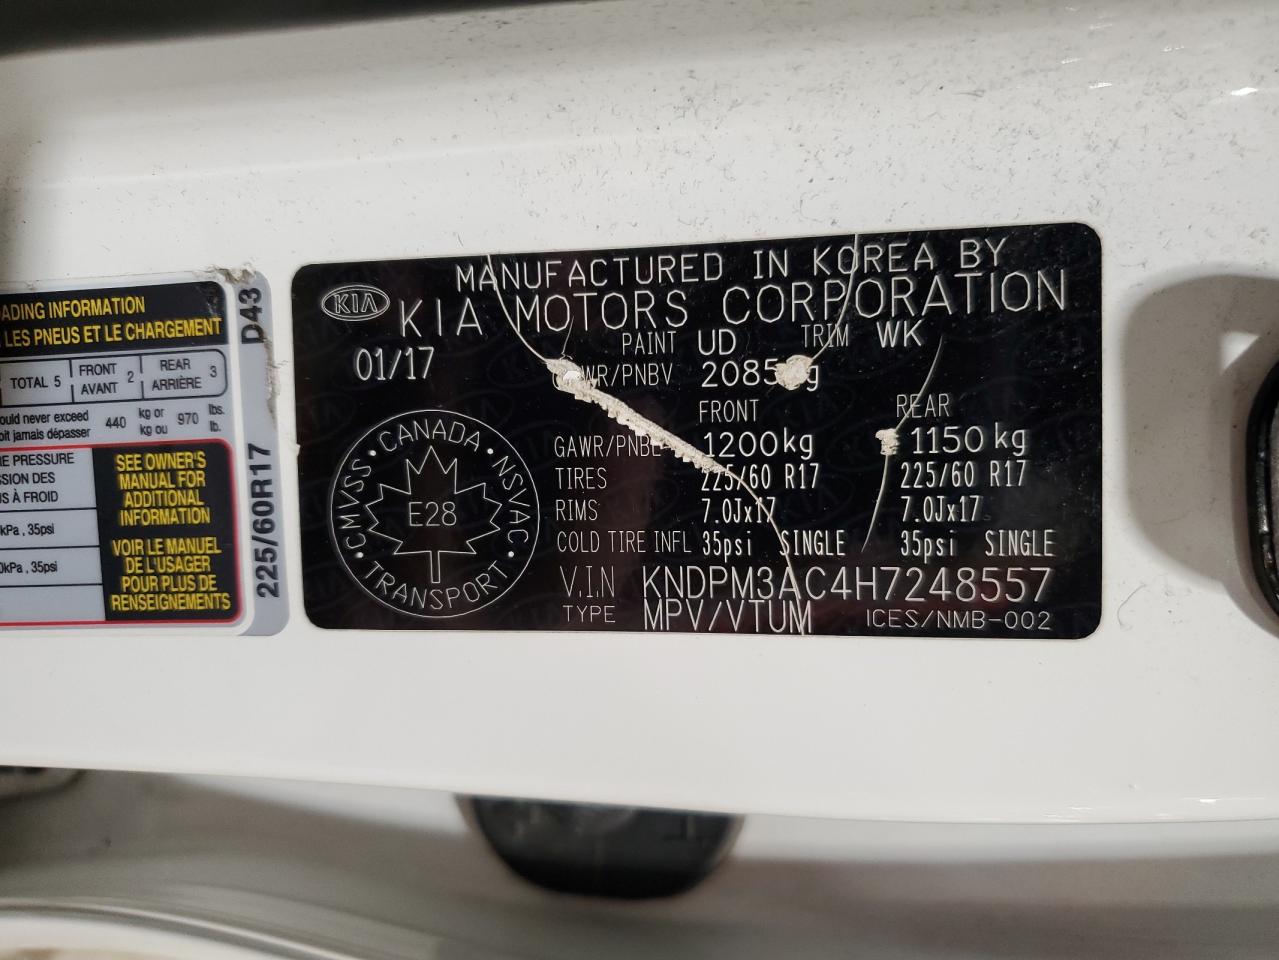 ADING INFORMATION
LES PNEUS ET LE CHARGEMENT
TOTAL 5 FRONT AVANT 2 REAR ARRIÈRE 3
ould never exceed 440 kg or 970 lbs.
oit jamais dépasser kg ou lb.
E PRESSURE
SION DES
S À FROID
kPa, 35psi
0kPa, 35psi
SEE OWNER'S
MANUAL FOR
ADDITIONAL
INFORMATION
VOIR LE MANUEL
DE L'USAGER
POUR PLUS DE
RENSEIGNEMENTS
225/60R17 D43
MANUFACTURED IN KOREA BY
KIA KIA MOTORS CORPORATION
01/17 PAINT UD TRIM WK
GAWR/PNBV 2085
FRONT REAR
GAWR/PNBE 1200kg 1150kg
TIRES 225/60 R17 225/60 R17
RIMS 7.0Jx17 7.0Jx17
COLD TIRE INFL 35psi SINGLE 35psi SINGLE
V.I.N KNDPM3AC4H7248557
TYPE MPV/VTUM ICES/NMB-002
CMVSS • CANADA • NSVAC • TRANSPORT •
E28